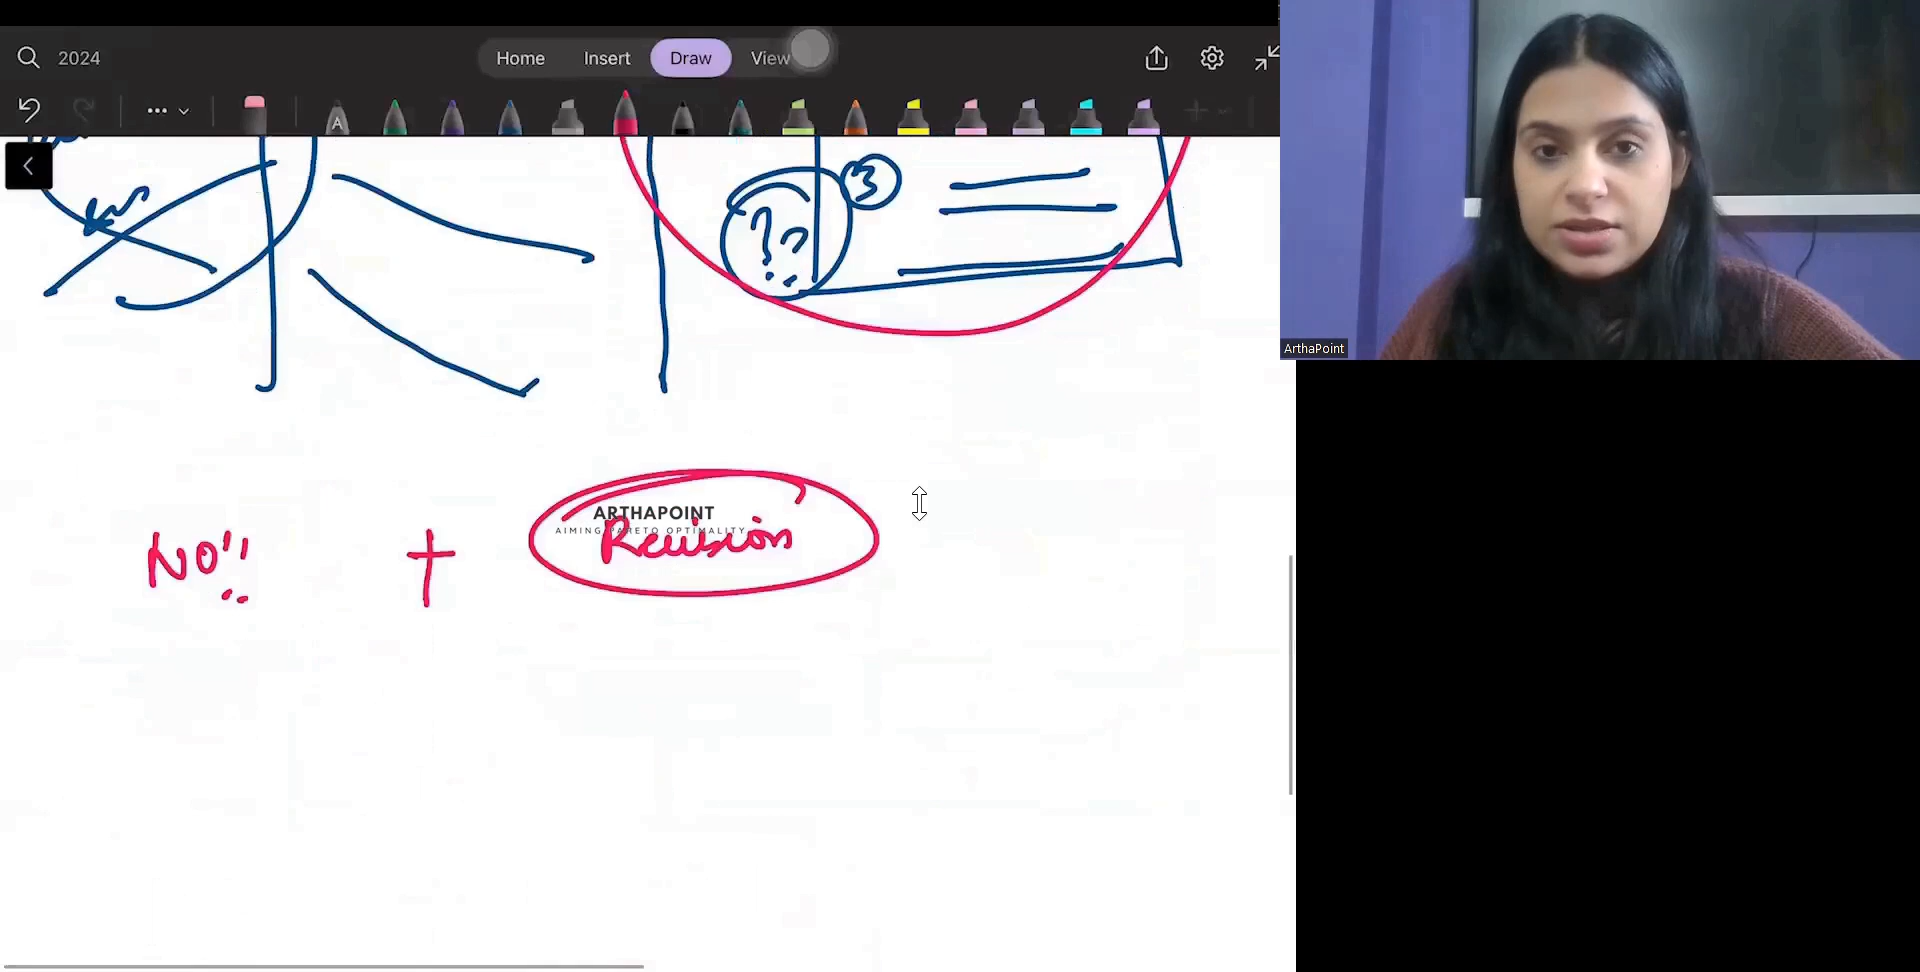 2024
Home Insert Draw View
A
3
??
ArthaPoint
ARTHAPOINT
AIMING PARETO OPTIMALITY
NO!!
+
Revision